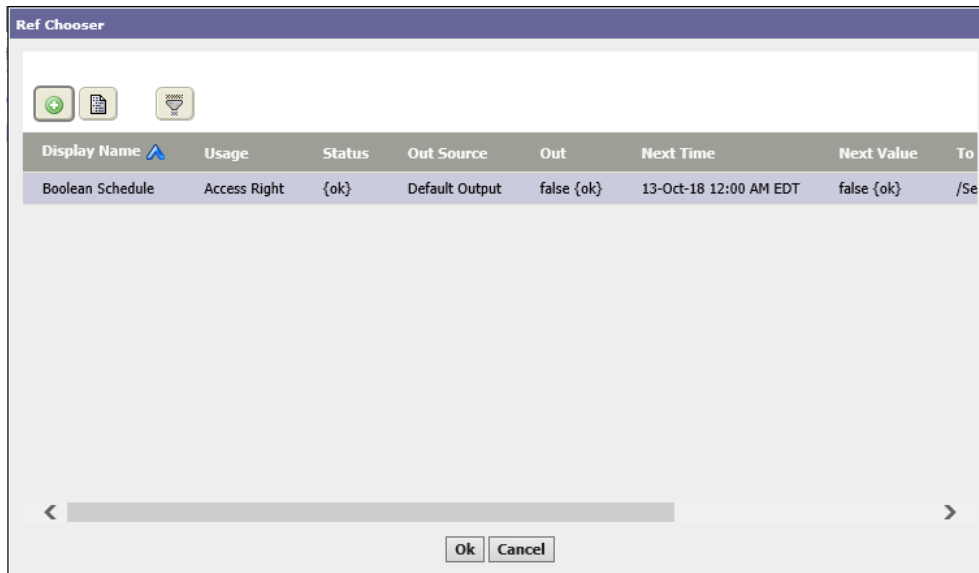 Ref Chooser
Display Name Usage Status Out Source Out Next Time Next Value To
Boolean Schedule Access Right {ok} Default Output false {ok} 13-Oct-18 12:00 AM EDT false {ok} /Se
Ok Cancel